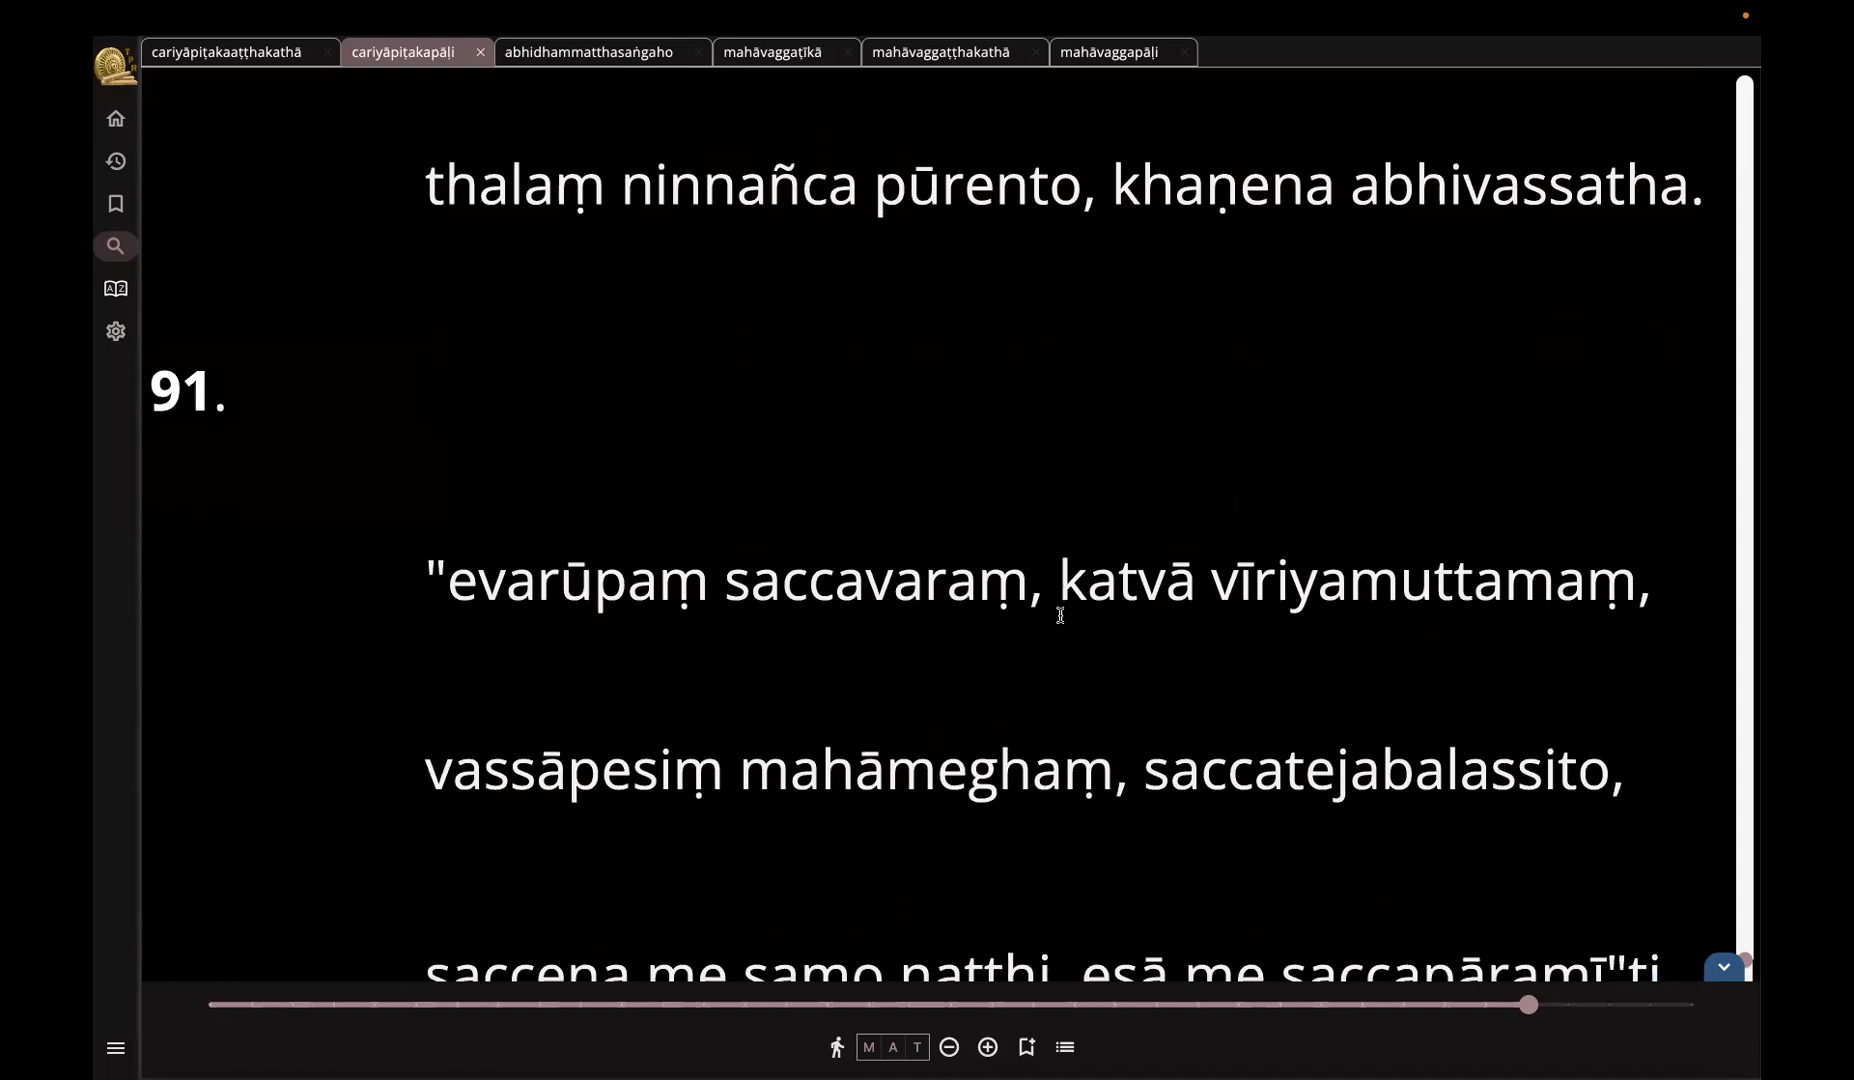 cariyāpiṭakaaṭṭhakathā
cariyāpiṭakapāḷi
abhidhammatthasaṅgaho
mahāvaggaṭīkā
mahāvaggaṭṭhakathā
mahāvaggapāḷi
thalaṃ ninnañca pūrento, khaṇena abhivassatha.
91.
"evarūpaṃ saccavaraṃ, katvā vīriyamuttamaṃ,
vassāpesiṃ mahāmeghaṃ, saccatejabalassito,
saccena me samo natthi, esā me saccapāramī"ti
M A T